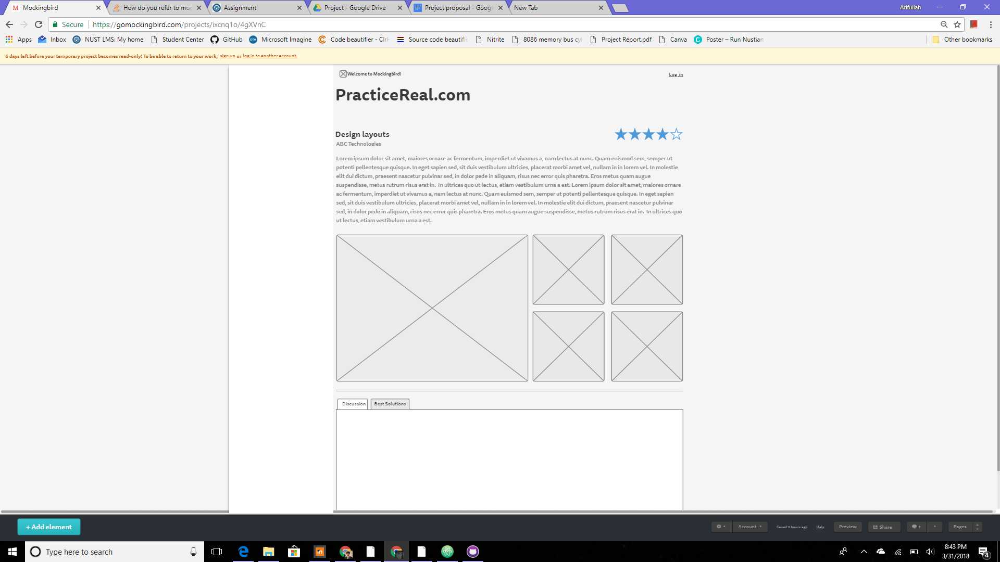 Mockingbird
How do you refer to mor
Assignment
Project - Google Drive
Project proposal - Googl
New Tab
Arifullah
Secure
https://gomockingbird.com/projects/ixcnq1o/4gXVnC
Apps
Inbox
NUST LMS: My home
Student Center
GitHub
Microsoft Imagine
Code beautifier - Clr
Source code beautifie
Nitrite
8086 memory bus cy
Project Report.pdf
Canva
Poster – Run Nustian
Other bookmarks
6 days left before your temporary project becomes read-only! To be able to return to your work, sign up or log in to another account.
Welcome to Mockingbird!
Log in
PracticeReal.com
Design layouts
ABC Technologies
Lorem ipsum dolor sit amet, maiores ornare ac fermentum, imperdiet ut vivamus a, nam lectus at nunc. Quam euismod sem, semper ut
potenti pellentesque quisque. In eget sapien sed, sit duis vestibulum ultricies, placerat morbi amet vel, nullam in in lorem vel. In molestie
elit dui dictum, praesent nascetur pulvinar sed, in dolor pede in aliquam, risus nec error quis pharetra. Eros metus quam augue
suspendisse, metus rutrum risus erat in.  In ultrices quo ut lectus, etiam vestibulum urna a est. Lorem ipsum dolor sit amet, maiores ornare
ac fermentum, imperdiet ut vivamus a, nam lectus at nunc. Quam euismod sem, semper ut potenti pellentesque quisque. In eget sapien
sed, sit duis vestibulum ultricies, placerat morbi amet vel, nullam in in lorem vel. In molestie elit dui dictum, praesent nascetur pulvinar
sed, in dolor pede in aliquam, risus nec error quis pharetra. Eros metus quam augue suspendisse, metus rutrum risus erat in.  In ultrices quo
ut lectus, etiam vestibulum urna a est.
Discussion
Best Solutions
+ Add element
Account
Saved 2 hours ago
Help
Preview
Share
+
Pages
Type here to search
8:43 PM
3/31/2018
4